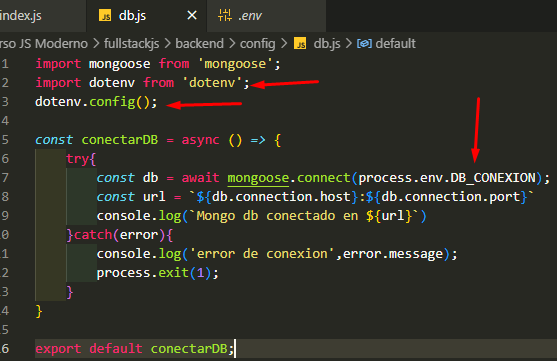 index.js
JS db.js ×
.env
rso JS Moderno > fullstackjs > backend > config > JS db.js > default
1 import mongoose from 'mongoose';
2 import dotenv from 'dotenv';
3 dotenv.config();
4
5 const conectarDB = async () => {
6 try{
7 const db = await mongoose.connect(process.env.DB_CONEXION);
8 const url = `${db.connection.host}:${db.connection.port}`
9 console.log(`Mongo db conectado en ${url}`)
10 }catch(error){
11 console.log('error de conexion',error.message);
12 process.exit(1);
13 }
14 }
15
16 export default conectarDB;